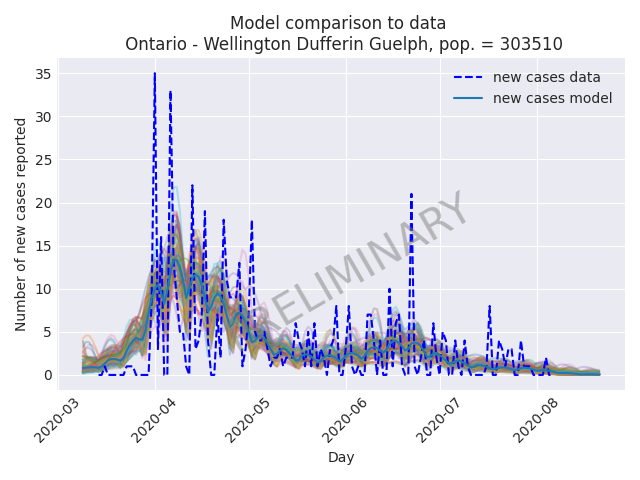 Model comparison to data
Ontario - Wellington Dufferin Guelph, pop. = 303510
new cases data
new cases model
35
30
25
20
15
10
5
0
Number of new cases reported
PRELIMINARY
2020-03
2020-04
2020-05
2020-06
2020-07
2020-08
Day